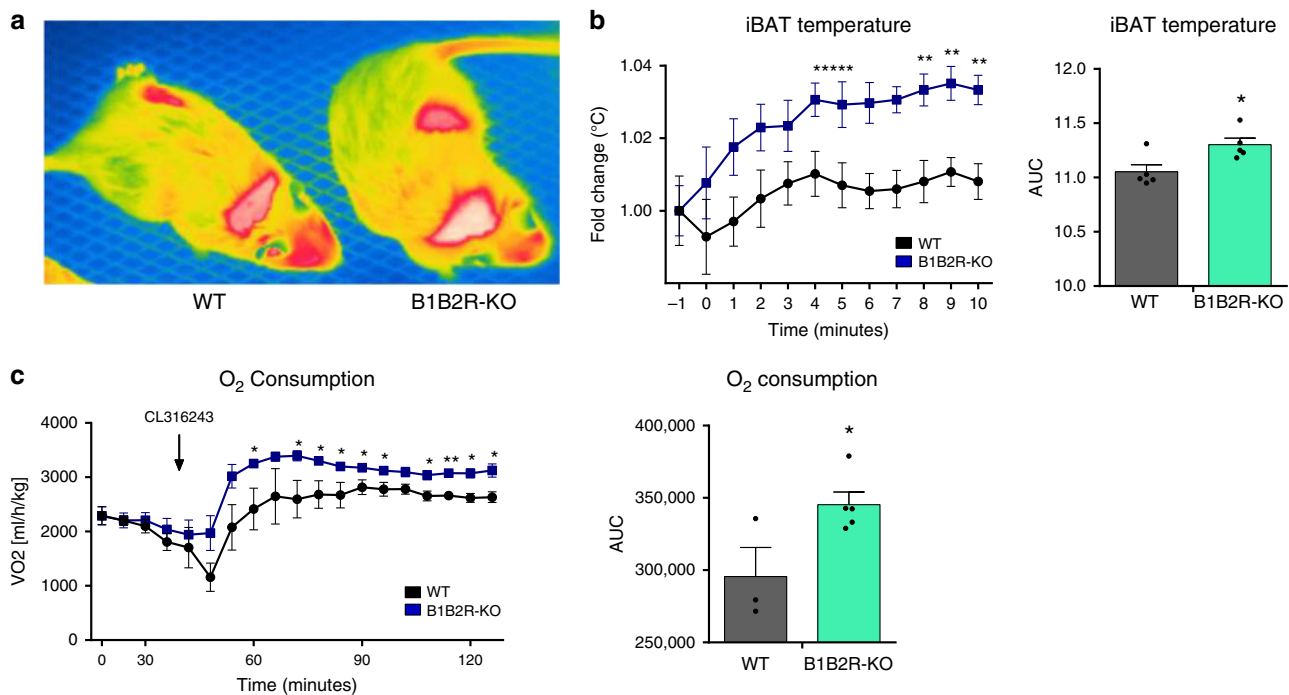 a
WT
B1B2R-KO
b
iBAT temperature
Fold change (°C)
1.04
1.02
1.00
*****
**
**
**
WT
B1B2R-KO
–1 0 1 2 3 4 5 6 7 8 9 10
Time (minutes)
iBAT temperature
AUC
12.0
11.5
11.0
10.5
10.0
*
WT
B1B2R-KO
c
O₂ Consumption
VO2 [ml/h/kg]
4000
3000
2000
1000
0
CL316243
* * * * * * * ** * *
WT
B1B2R-KO
0 30 60 90 120
Time (minutes)
O₂ consumption
AUC
400,000
350,000
300,000
250,000
*
WT
B1B2R-KO